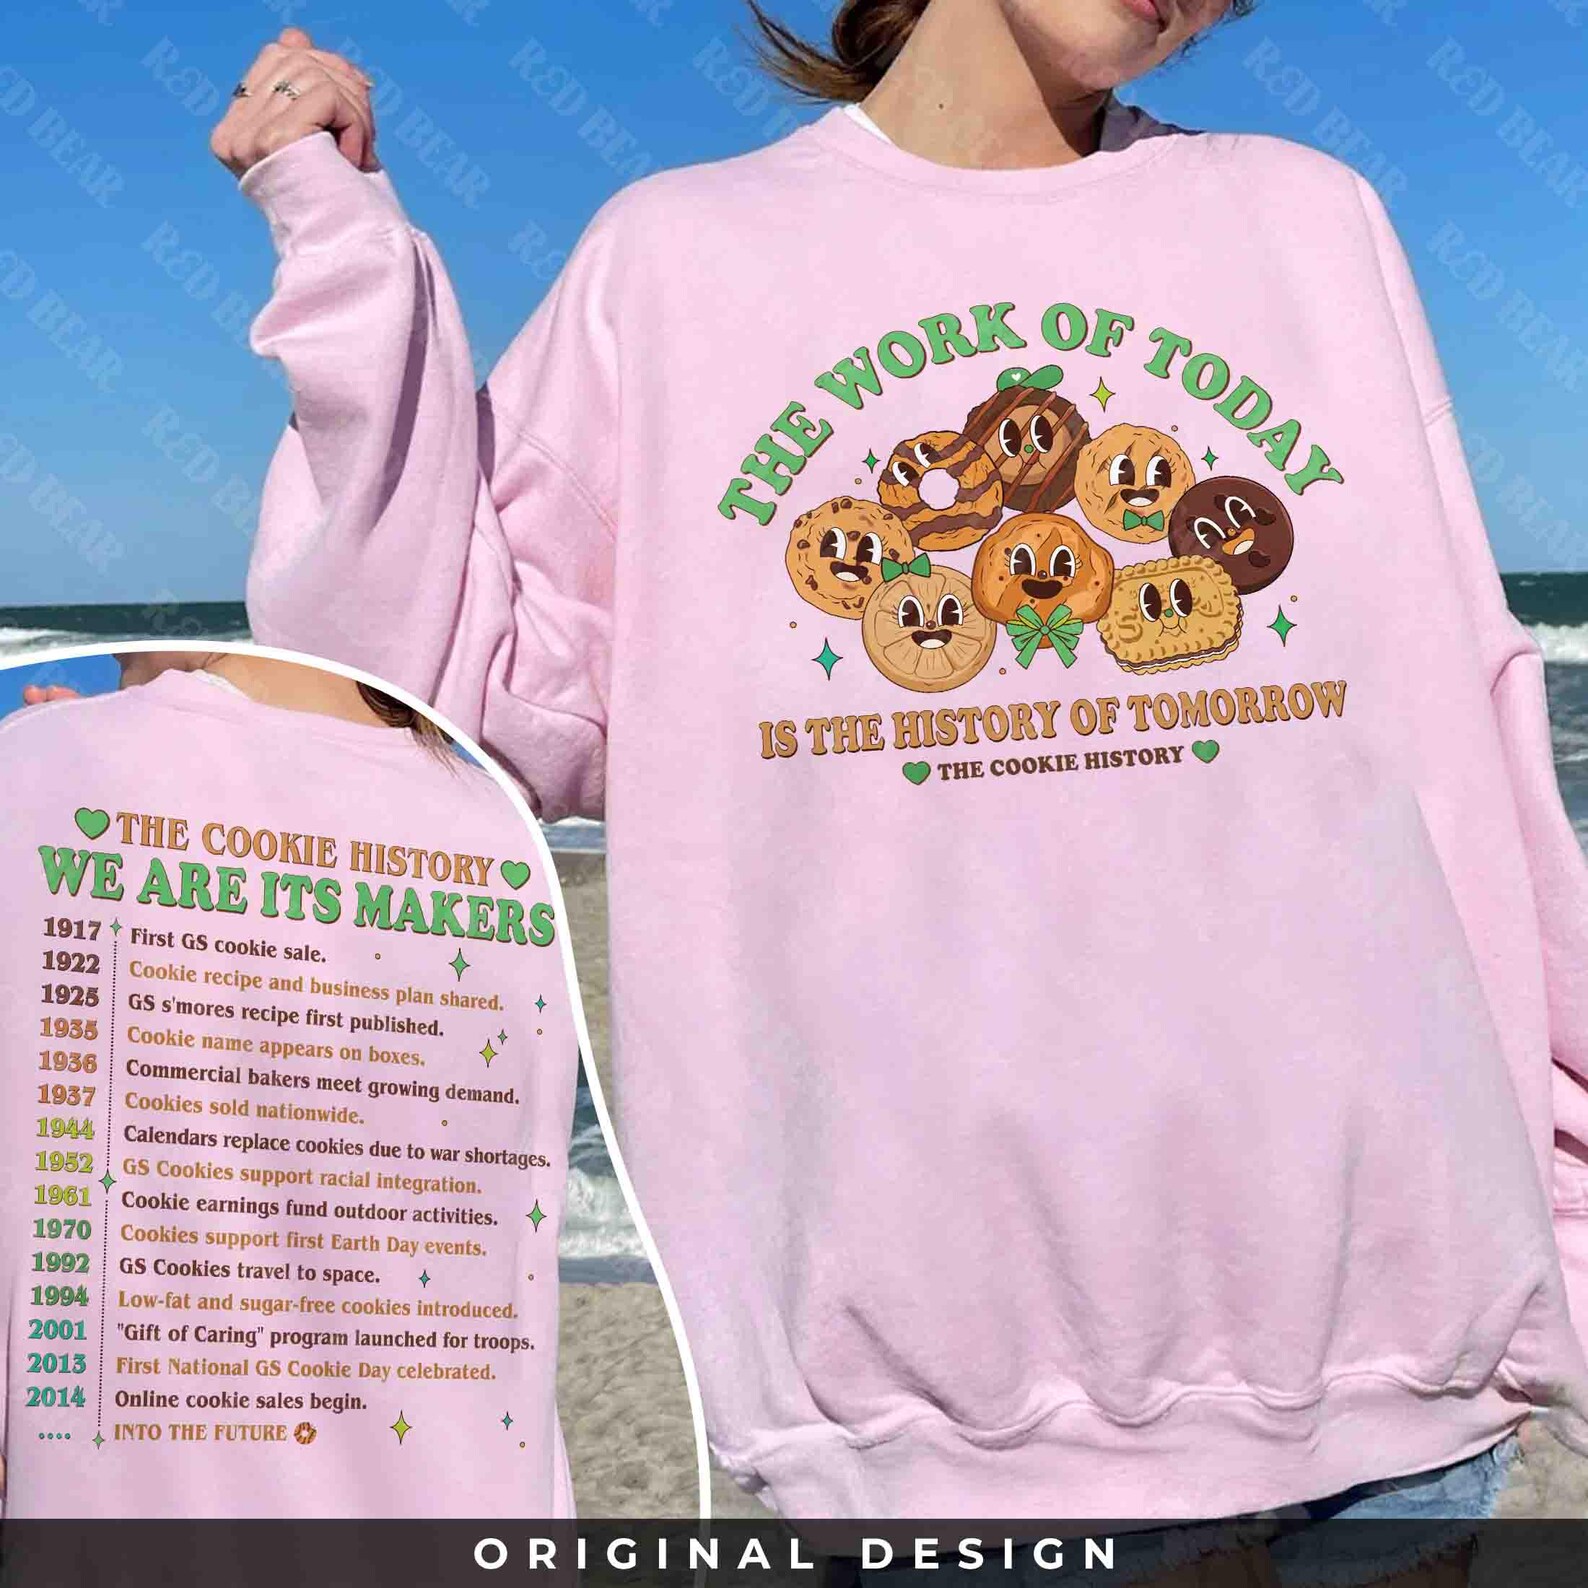 THE WORK OF TODAY
IS THE HISTORY OF TOMORROW
THE COOKIE HISTORY
S
THE COOKIE HISTORY
WE ARE ITS MAKERS
1917 First GS cookie sale.
1922 Cookie recipe and business plan shared.
1925 GS s'mores recipe first published.
1935 Cookie name appears on boxes.
1936 Commercial bakers meet growing demand.
1937 Cookies sold nationwide.
1944 Calendars replace cookies due to war shortages.
1952 GS Cookies support racial integration.
1961 Cookie earnings fund outdoor activities.
1970 Cookies support first Earth Day events.
1992 GS Cookies travel to space.
1994 Low-fat and sugar-free cookies introduced.
2001 "Gift of Caring" program launched for troops.
2013 First National GS Cookie Day celebrated.
2014 Online cookie sales begin.
.... INTO THE FUTURE
ORIGINAL DESIGN
RED BEAR